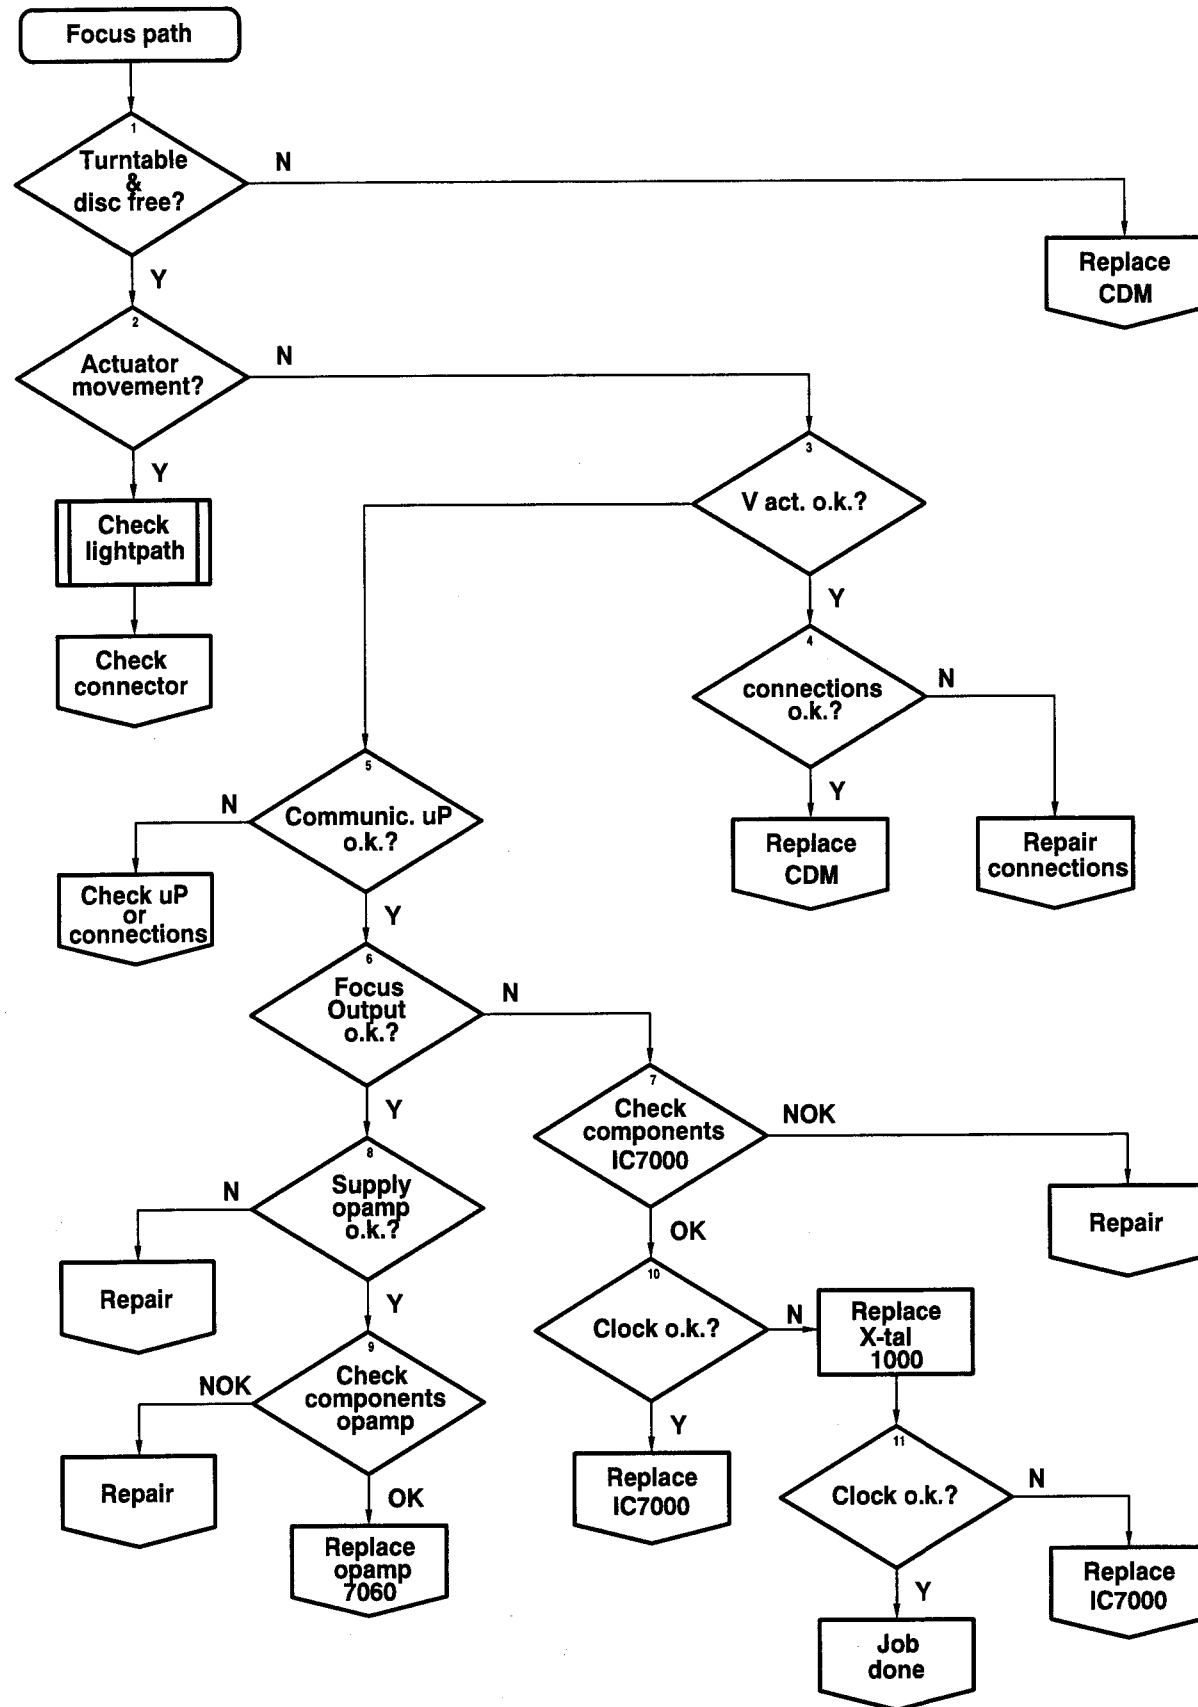 Focus path
1
Turntable
&
disc free?
N
Y
Replace
CDM
2
Actuator
movement?
N
Y
3
V act. o.k.?
Y
Check
lightpath
Check
connector
4
connections
o.k.?
N
Y
5
Communic. uP
o.k.?
N
Y
Replace
CDM
Repair
connections
Check uP
or
connections
6
Focus
Output
o.k.?
N
Y
7
Check
components
IC7000
NOK
OK
8
Supply
opamp
o.k.?
N
Y
Repair
Repair
10
Clock o.k.?
N
Y
Replace
X-tal
1000
9
Check
components
opamp
NOK
OK
Repair
Replace
IC7000
11
Clock o.k.?
N
Y
Replace
opamp
7060
Replace
IC7000
Job
done